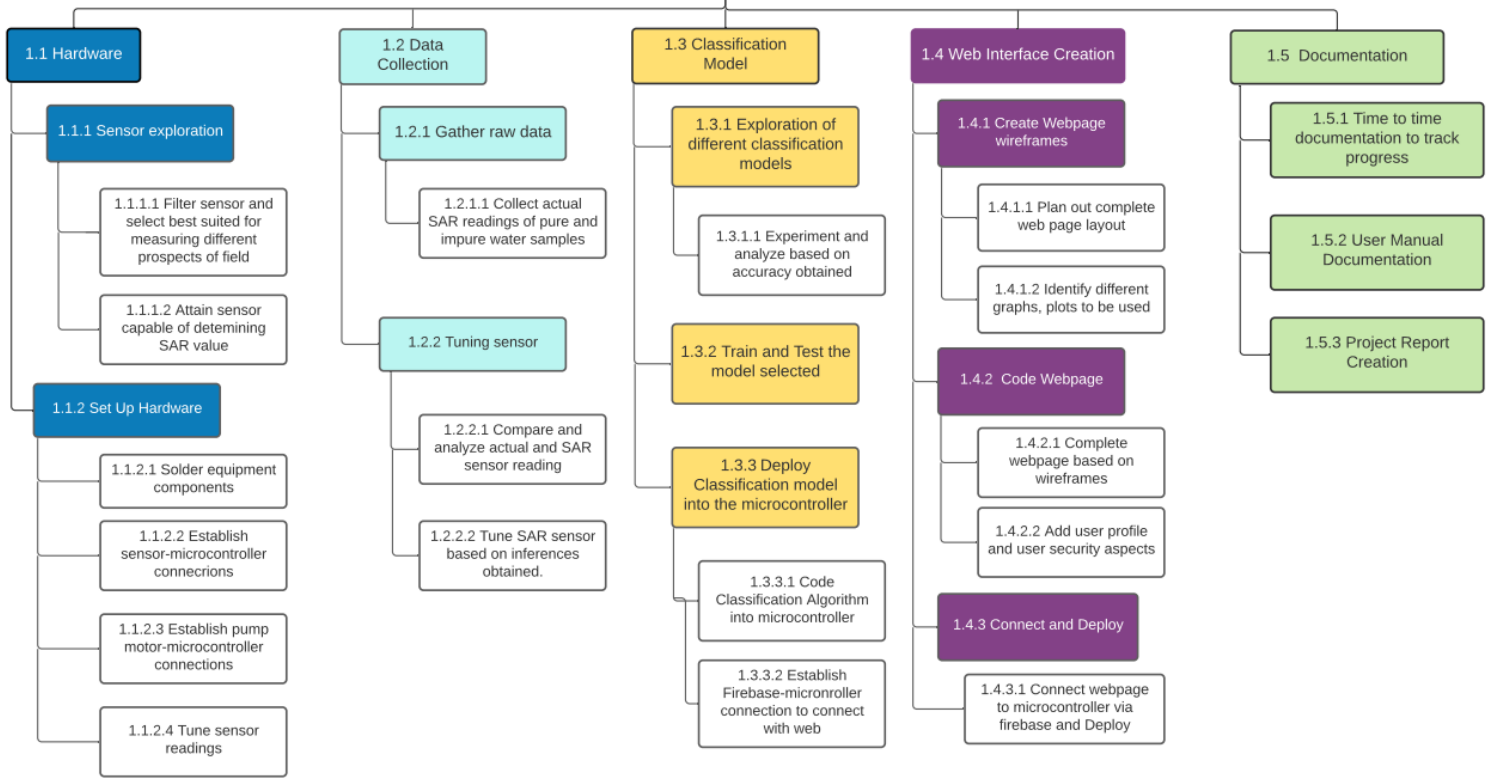 1.1 Hardware
1.1.1 Sensor exploration
1.1.1.1 Filter sensor and
select best suited for
measuring different
prospects of field
1.1.1.2 Attain sensor
capable of detemining
SAR value
1.1.2 Set Up Hardware
1.1.2.1 Solder equipment
components
1.1.2.2 Establish
sensor-microcontroller
connecrions
1.1.2.3 Establish pump
motor-microcontroller
connections
1.1.2.4 Tune sensor
readings
1.2 Data
Collection
1.2.1 Gather raw data
1.2.1.1 Collect actual
SAR readings of pure and
impure water samples
1.2.2 Tuning sensor
1.2.2.1 Compare and
analyze actual and SAR
sensor reading
1.2.2.2 Tune SAR sensor
based on inferences
obtained.
1.3 Classification
Model
1.3.1 Exploration of
different classification
models
1.3.1.1 Experiment and
analyze based on
accuracy obtained
1.3.2 Train and Test the
model selected
1.3.3 Deploy
Classification model
into the microcontroller
1.3.3.1 Code
Classification Algorithm
into microcontroller
1.3.3.2 Establish
Firebase-micronroller
connection to connect
with web
1.4 Web Interface Creation
1.4.1 Create Webpage
wireframes
1.4.1.1 Plan out complete
web page layout
1.4.1.2 Identify different
graphs, plots to be used
1.4.2  Code Webpage
1.4.2.1 Complete
webpage based on
wireframes
1.4.2.2 Add user profile
and user security aspects
1.4.3 Connect and Deploy
1.4.3.1 Connect webpage
to microcontroller via
firebase and Deploy
1.5  Documentation
1.5.1 Time to time
documentation to track
progress
1.5.2 User Manual
Documentation
1.5.3 Project Report
Creation